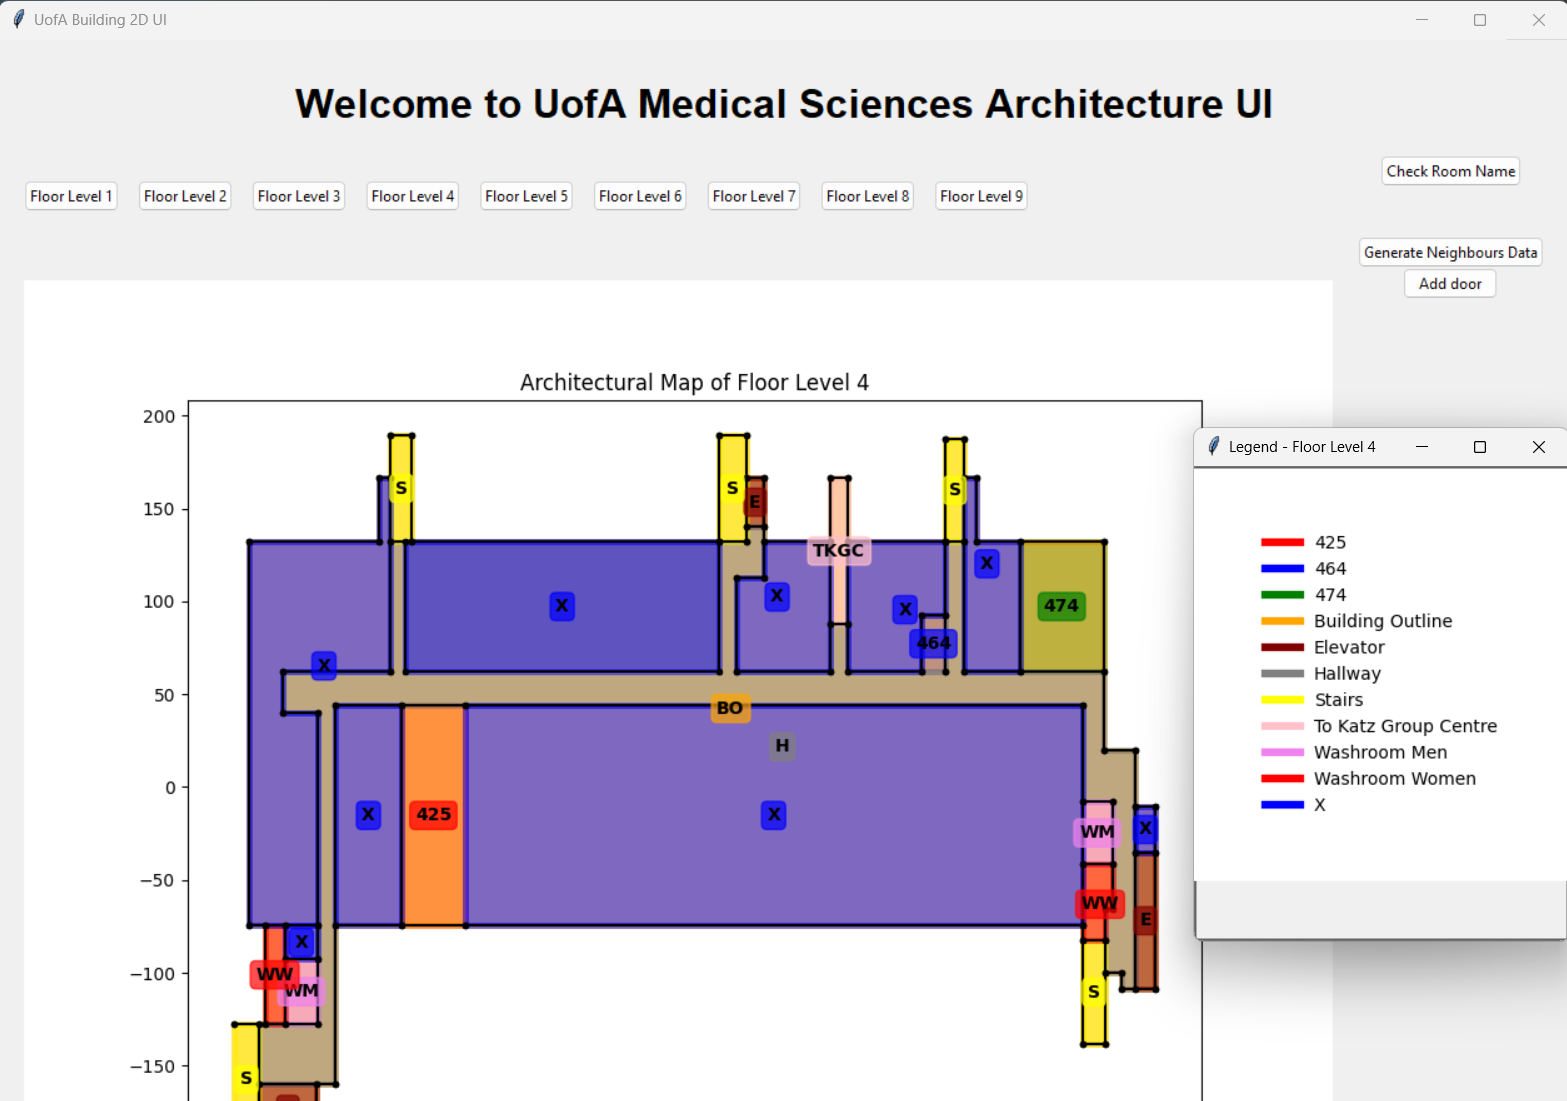 UofA Building 2D UI
Welcome to UofA Medical Sciences Architecture UI
Check Room Name
Floor Level 1 Floor Level 2 Floor Level 3 Floor Level 4 Floor Level 5 Floor Level 6 Floor Level 7 Floor Level 8 Floor Level 9
Generate Neighbours Data
Add door
Architectural Map of Floor Level 4
200
150
100
50
0
−50
−100
−150
S
S
S
E
TKGC
X
X
X
X
474
464
X
BO
H
X
425
X
WM
X
WW
E
X
WW
WM
S
S
Legend - Floor Level 4
425
464
474
Building Outline
Elevator
Hallway
Stairs
To Katz Group Centre
Washroom Men
Washroom Women
X